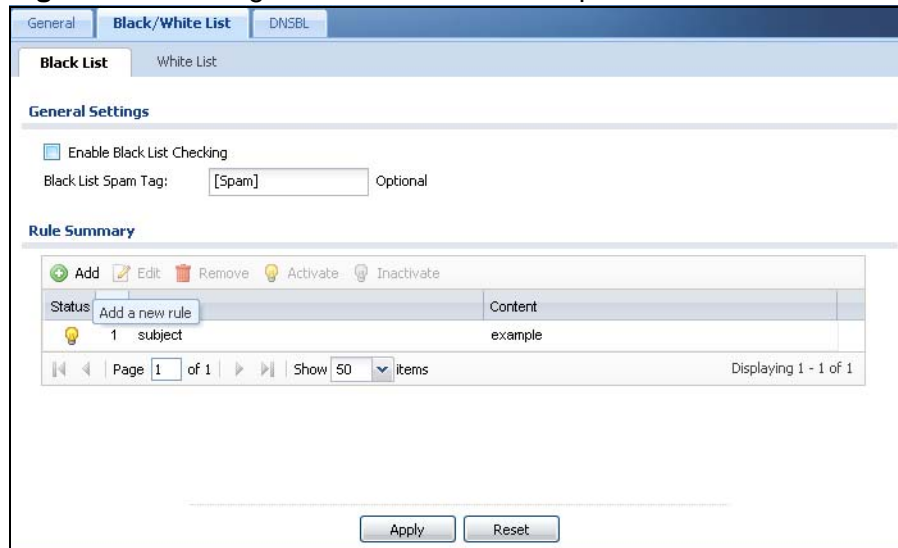 General Black/White List DNSBL
Black List White List
General Settings
Enable Black List Checking
Black List Spam Tag: [Spam] Optional
Rule Summary
Add Edit Remove Activate Inactivate
Status Content
Add a new rule
1 subject example
Page 1 of 1 Show 50 items Displaying 1 - 1 of 1
Apply Reset